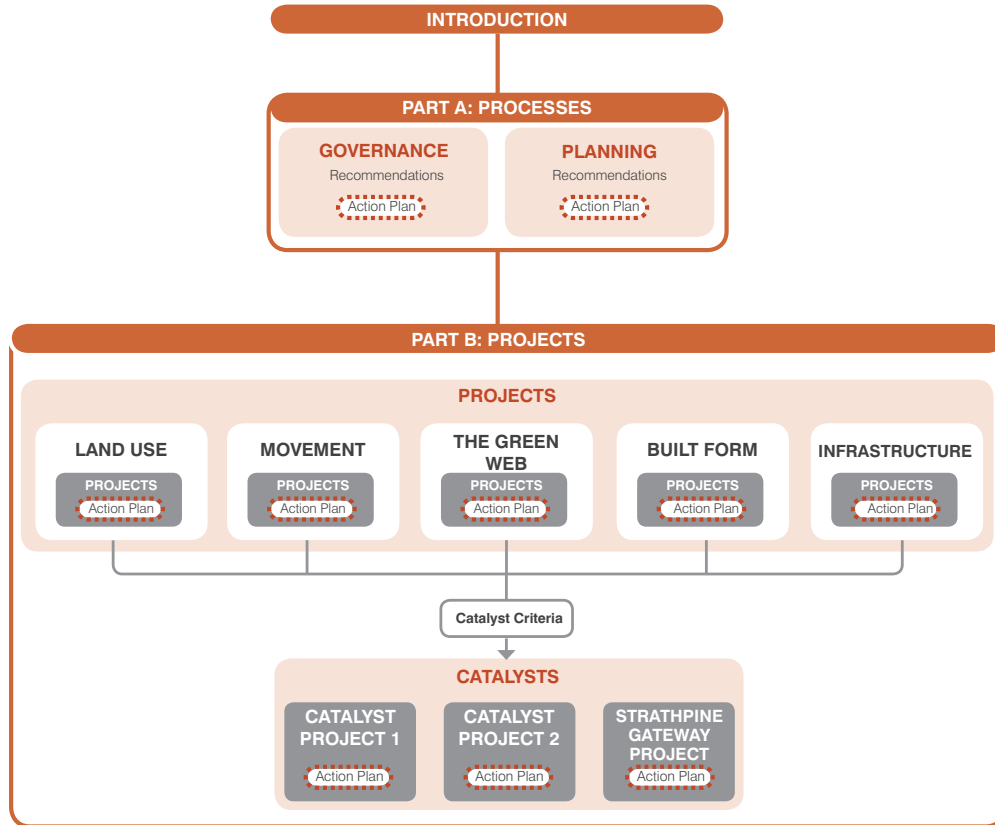 INTRODUCTION
PART A: PROCESSES
GOVERNANCE
Recommendations
Action Plan
PLANNING
Recommendations
Action Plan
PART B: PROJECTS
PROJECTS
LAND USE
PROJECTS
Action Plan
MOVEMENT
PROJECTS
Action Plan
THE GREEN
WEB
PROJECTS
Action Plan
BUILT FORM
PROJECTS
Action Plan
INFRASTRUCTURE
PROJECTS
Action Plan
Catalyst Criteria
CATALYSTS
CATALYST
PROJECT 1
Action Plan
CATALYST
PROJECT 2
Action Plan
STRATHPINE
GATEWAY
PROJECT
Action Plan